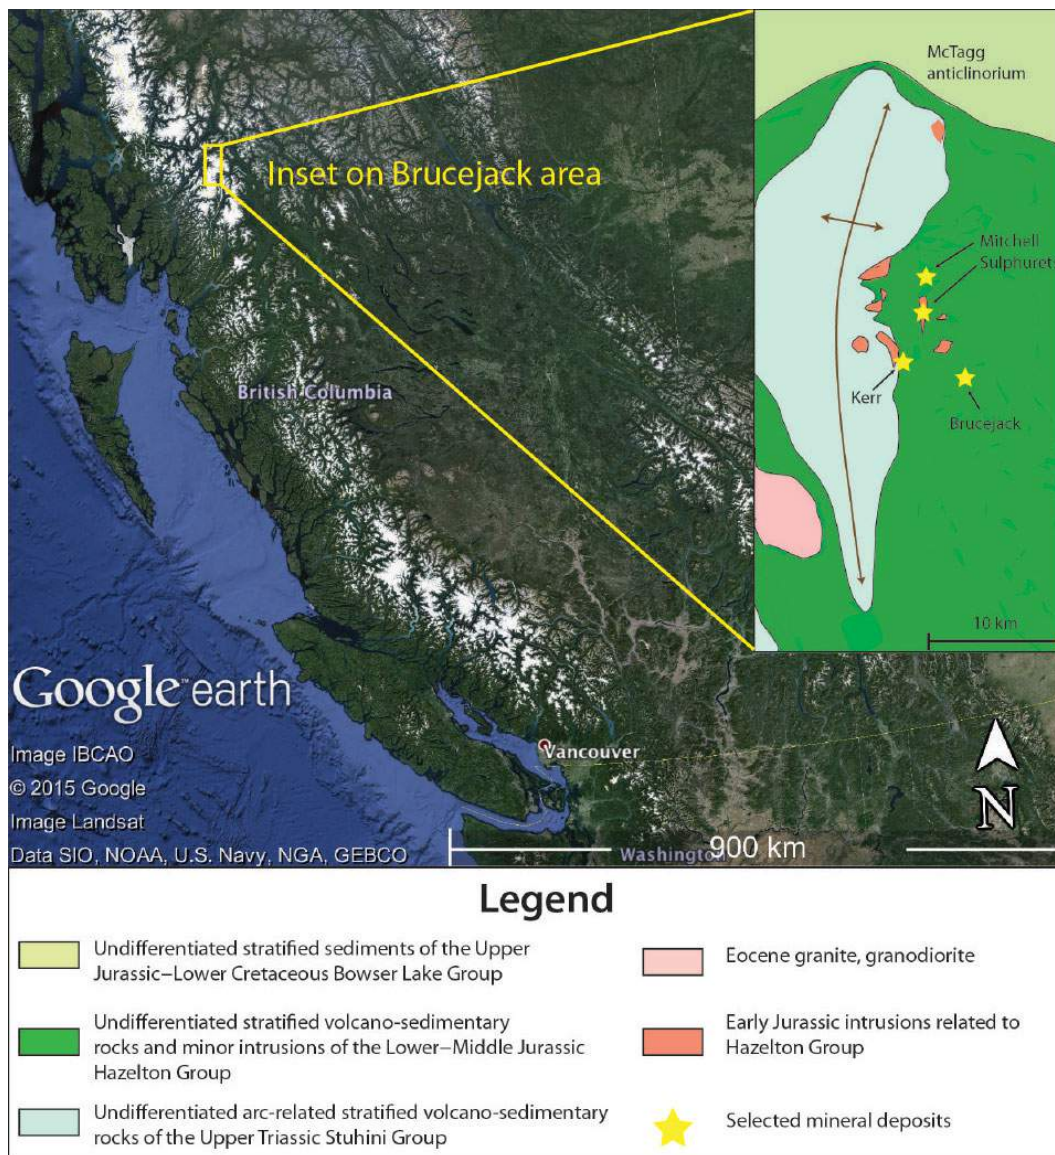 McTagg
anticlinorium
Inset on Brucejack area
Mitchell
Sulphurets
British Columbia
Kerr
Brucejack
10 km
Google earth
Vancouver
Image IBCAO
© 2015 Google
Image Landsat
Data SIO, NOAA, U.S. Navy, NGA, GEBCO
N
Washington
900 km
Legend
Undifferentiated stratified sediments of the Upper
Jurassic–Lower Cretaceous Bowser Lake Group
Eocene granite, granodiorite
Undifferentiated stratified volcano-sedimentary
rocks and minor intrusions of the Lower–Middle Jurassic
Hazelton Group
Early Jurassic intrusions related to
Hazelton Group
Undifferentiated arc-related stratified volcano-sedimentary
rocks of the Upper Triassic Stuhini Group
Selected mineral deposits